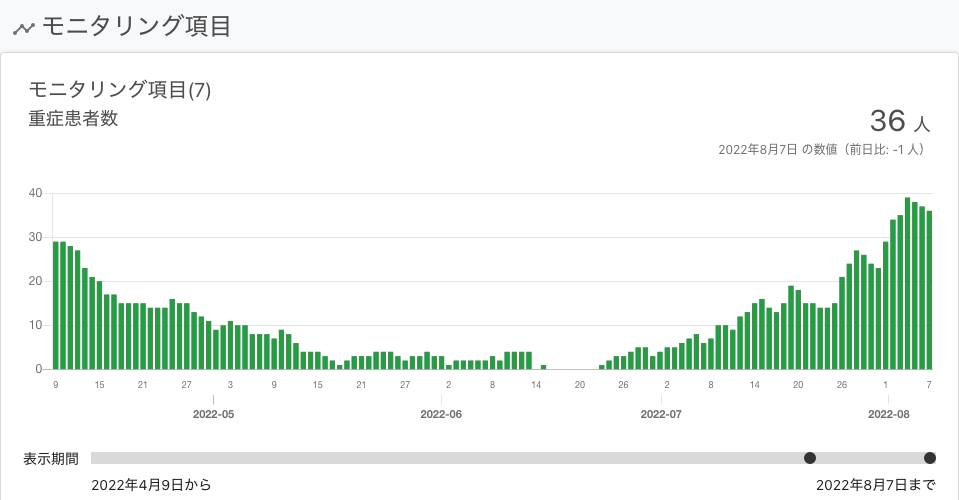 モニタリング項目
モニタリング項目(7)
重症患者数
36 人
2022年8月7日 の数値（前日比: -1 人）
40
30
20
10
0
9 15 21 27 3 9 15 21 27 2 8 14 20 26 2 8 14 20 26 1 7
2022-05 2022-06 2022-07 2022-08
表示期間
2022年4月9日から 2022年8月7日まで